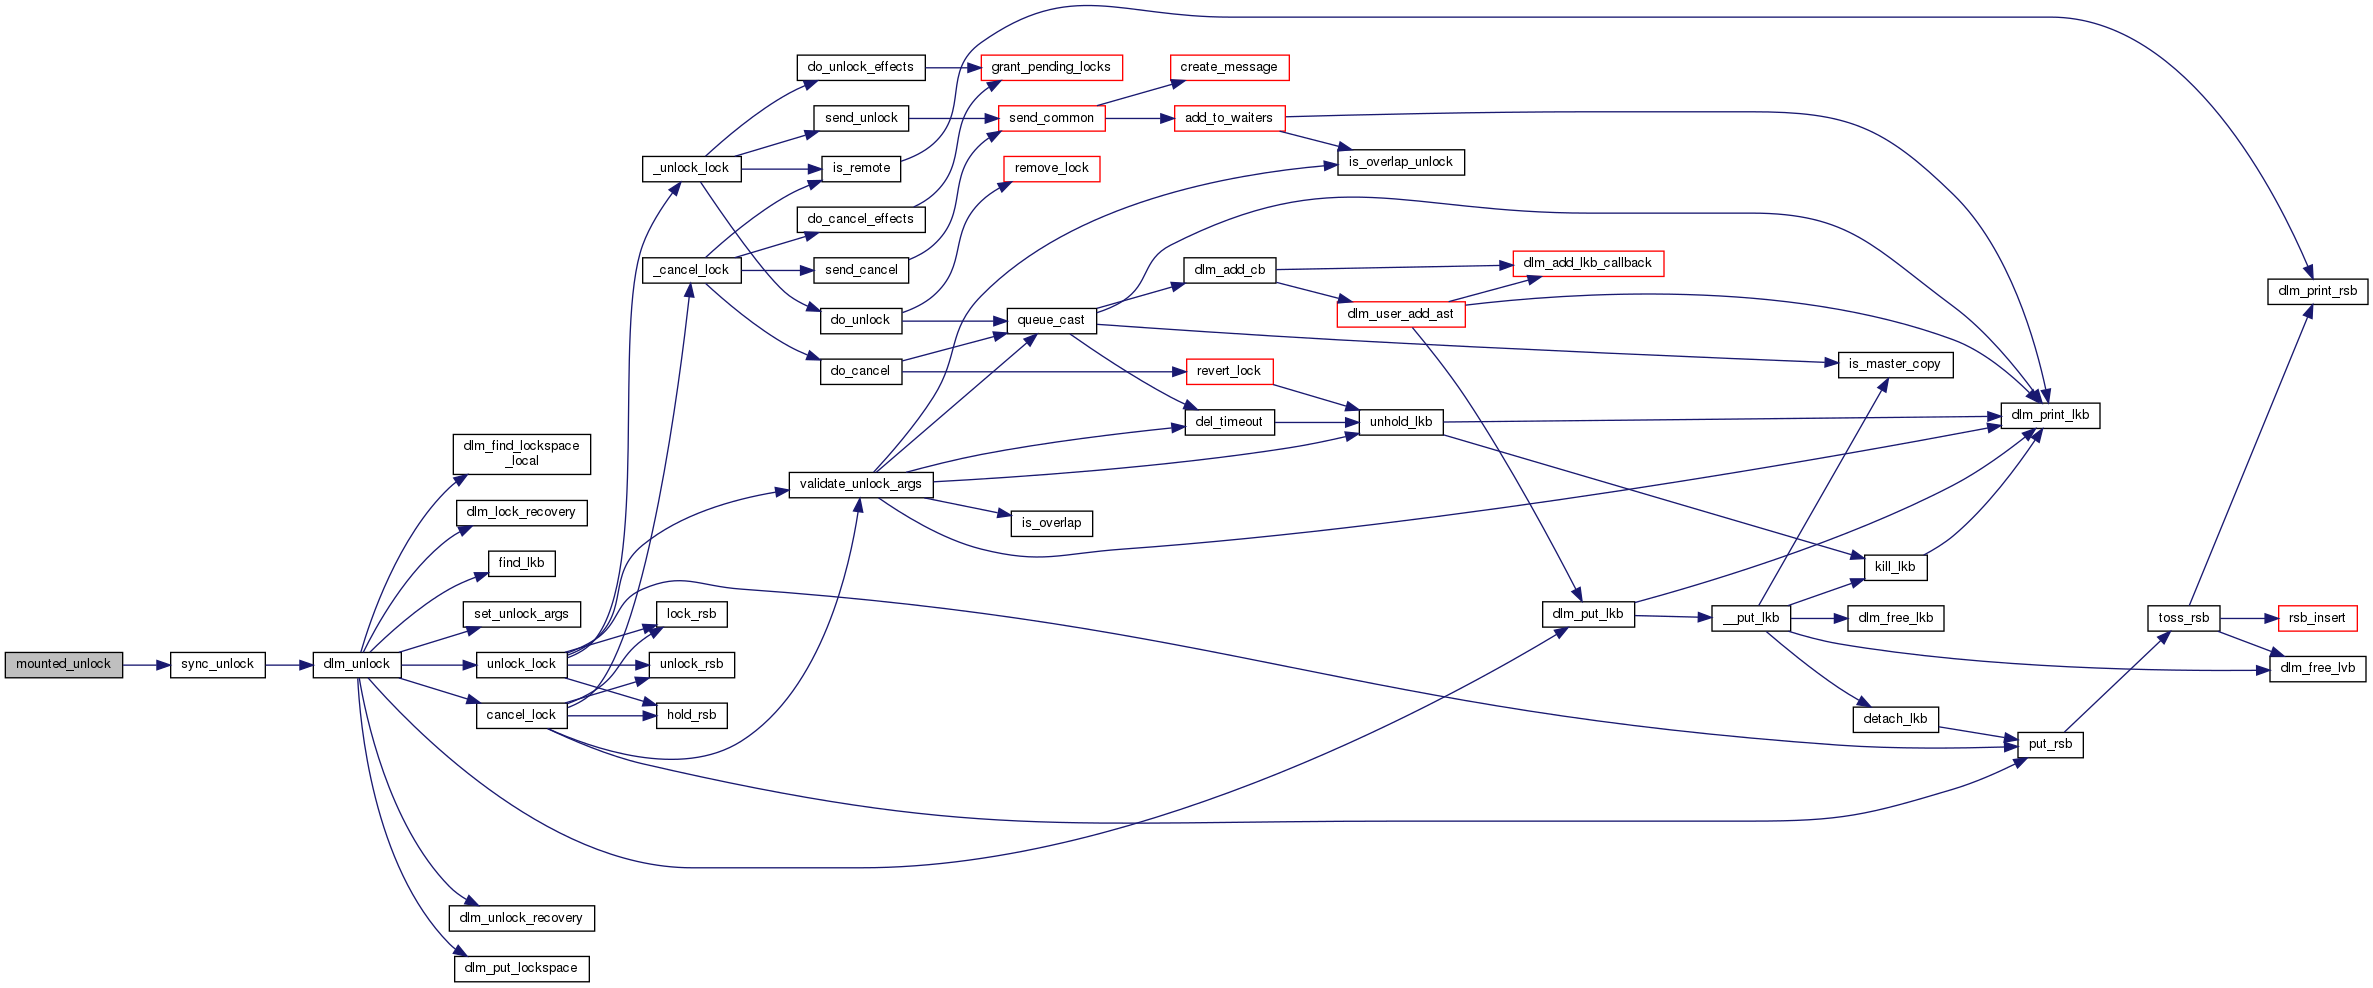 mounted_unlock
sync_unlock
dlm_unlock
dlm_find_lockspace
_local
dlm_lock_recovery
find_lkb
set_unlock_args
unlock_lock
cancel_lock
dlm_unlock_recovery
dlm_put_lockspace
_unlock_lock
_cancel_lock
lock_rsb
unlock_rsb
hold_rsb
do_unlock_effects
send_unlock
is_remote
do_cancel_effects
send_cancel
do_unlock
do_cancel
validate_unlock_args
grant_pending_locks
send_common
remove_lock
queue_cast
is_overlap
create_message
add_to_waiters
dlm_add_cb
revert_lock
del_timeout
is_overlap_unlock
dlm_user_add_ast
unhold_lkb
dlm_add_lkb_callback
dlm_put_lkb
__put_lkb
is_master_copy
kill_lkb
dlm_free_lkb
detach_lkb
dlm_print_lkb
put_rsb
toss_rsb
dlm_print_rsb
rsb_insert
dlm_free_lvb